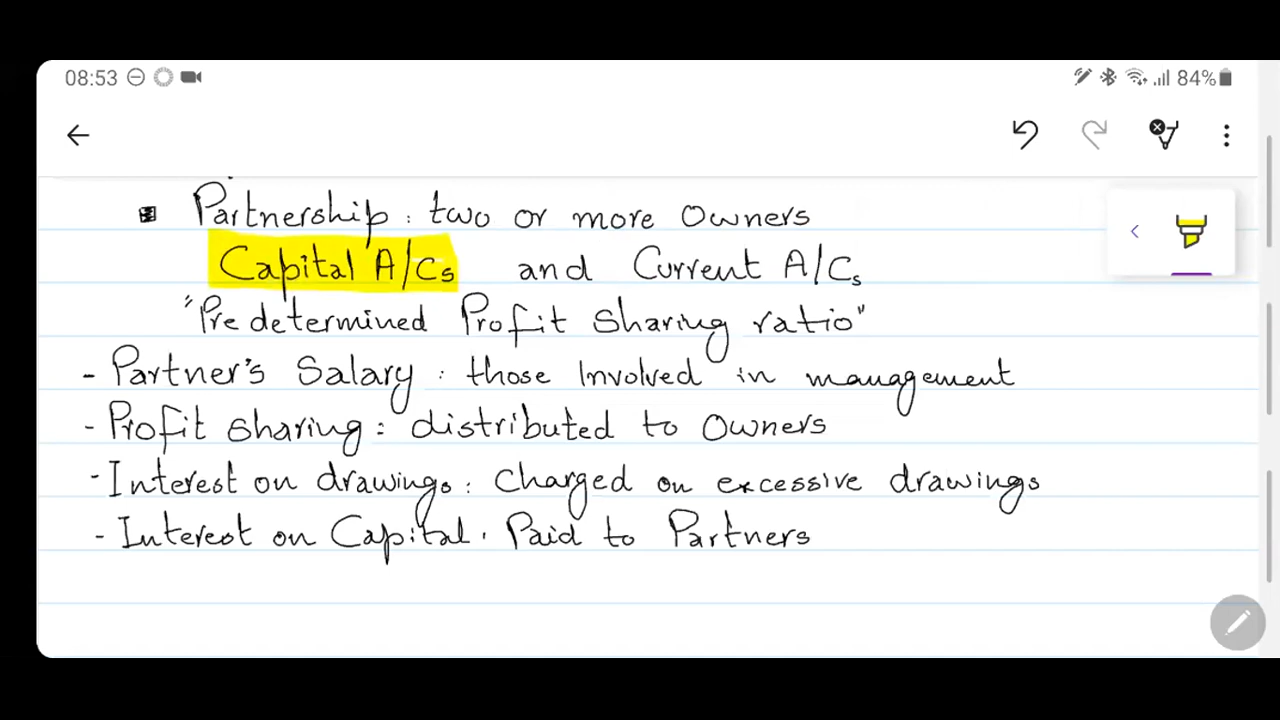 08:53
84%
Partnership : two or more Owners
Capital A/Cs and Current A/Cs
"Predetermined Profit Sharing ratio"
- Partner's Salary : those Involved in management
- Profit sharing : distributed to Owners
- Interest on drawings : Charged on excessive drawings
- Interest on Capital . Paid to Partners